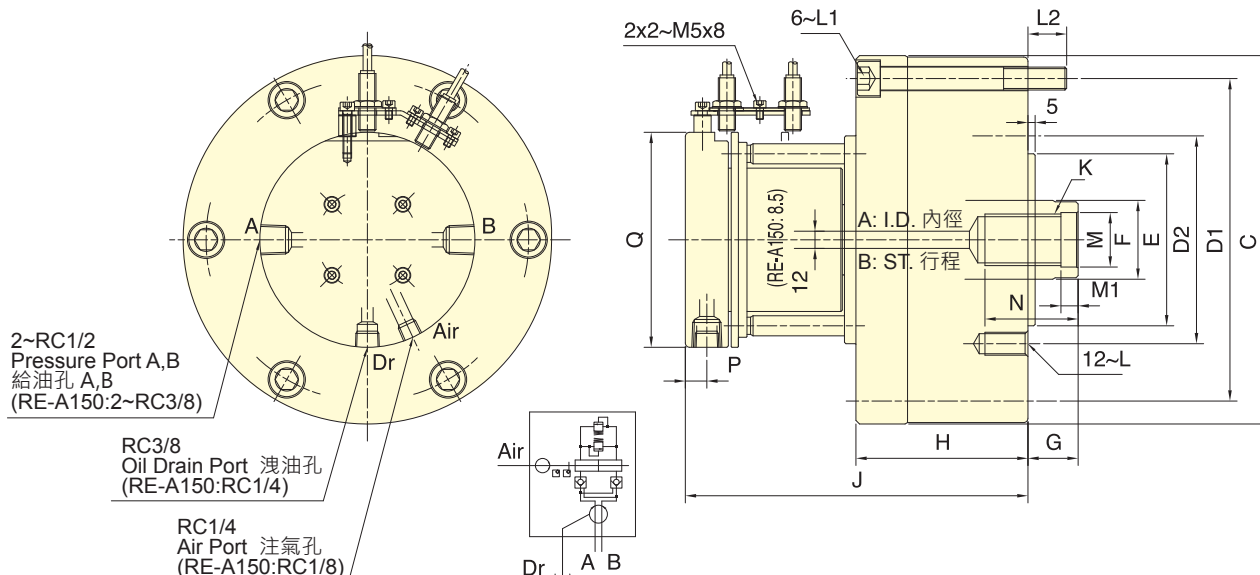 2x2~M5x8
6~L1
L2
5
K
A
B
Q
(RE-A150: 8.5)
12
A: I.D. 內徑
B: ST. 行程
M
F
E
D2
D1
C
N
M1
Air
Dr
P
12~L
H
G
J
2~RC1/2
Pressure Port A,B
給油孔 A,B
(RE-A150:2~RC3/8)
RC3/8
Oil Drain Port 洩油孔
(RE-A150:RC1/4)
RC1/4
Air Port 注氣孔
(RE-A150:RC1/8)
Air
Dr
A
B